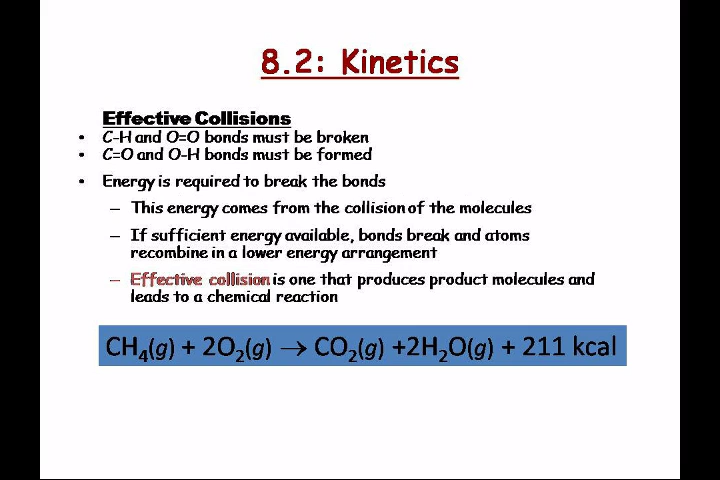 8.2: Kinetics
Effective Collisions
• C-H and O=O bonds must be broken
• C=O and O-H bonds must be formed
• Energy is required to break the bonds
– This energy comes from the collision of the molecules
– If sufficient energy available, bonds break and atoms
recombine in a lower energy arrangement
– Effective collision is one that produces product molecules and
leads to a chemical reaction
CH₄(g) + 2O₂(g) → CO₂(g) +2H₂O(g) + 211 kcal